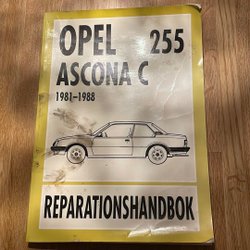 OPEL 255
ASCONA C
1981-1988
REPARATIONSHANDBOK